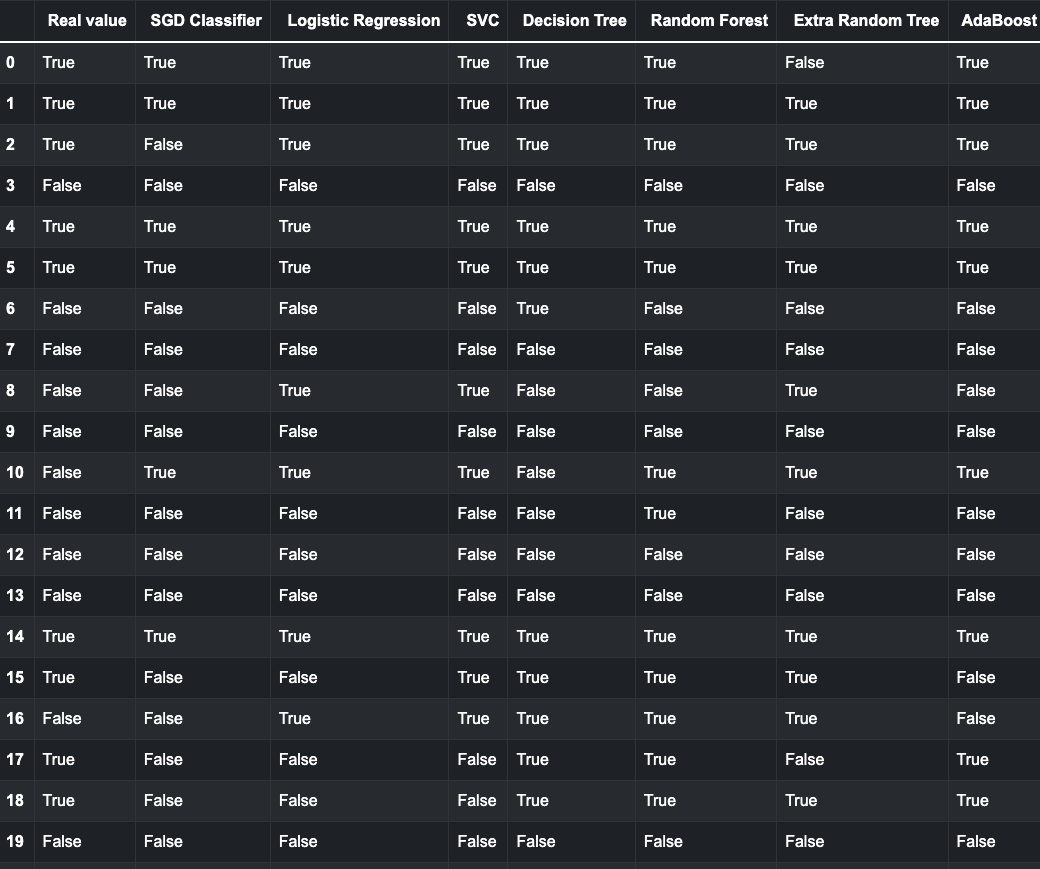 Real value SGD Classifier Logistic Regression SVC Decision Tree Random Forest Extra Random Tree AdaBoost
0 True True True True True True False True
1 True True True True True True True True
2 True False True True True True True True
3 False False False False False False False False
4 True True True True True True True True
5 True True True True True True True True
6 False False False False True False False False
7 False False False False False False False False
8 False False True True False False True False
9 False False False False False False False False
10 False True True True False True True True
11 False False False False False True False False
12 False False False False False False False False
13 False False False False False False False False
14 True True True True True True True True
15 True False False True True True True False
16 False False True True True True True False
17 True False False False True True False True
18 True False False False True True True True
19 False False False False False False False False